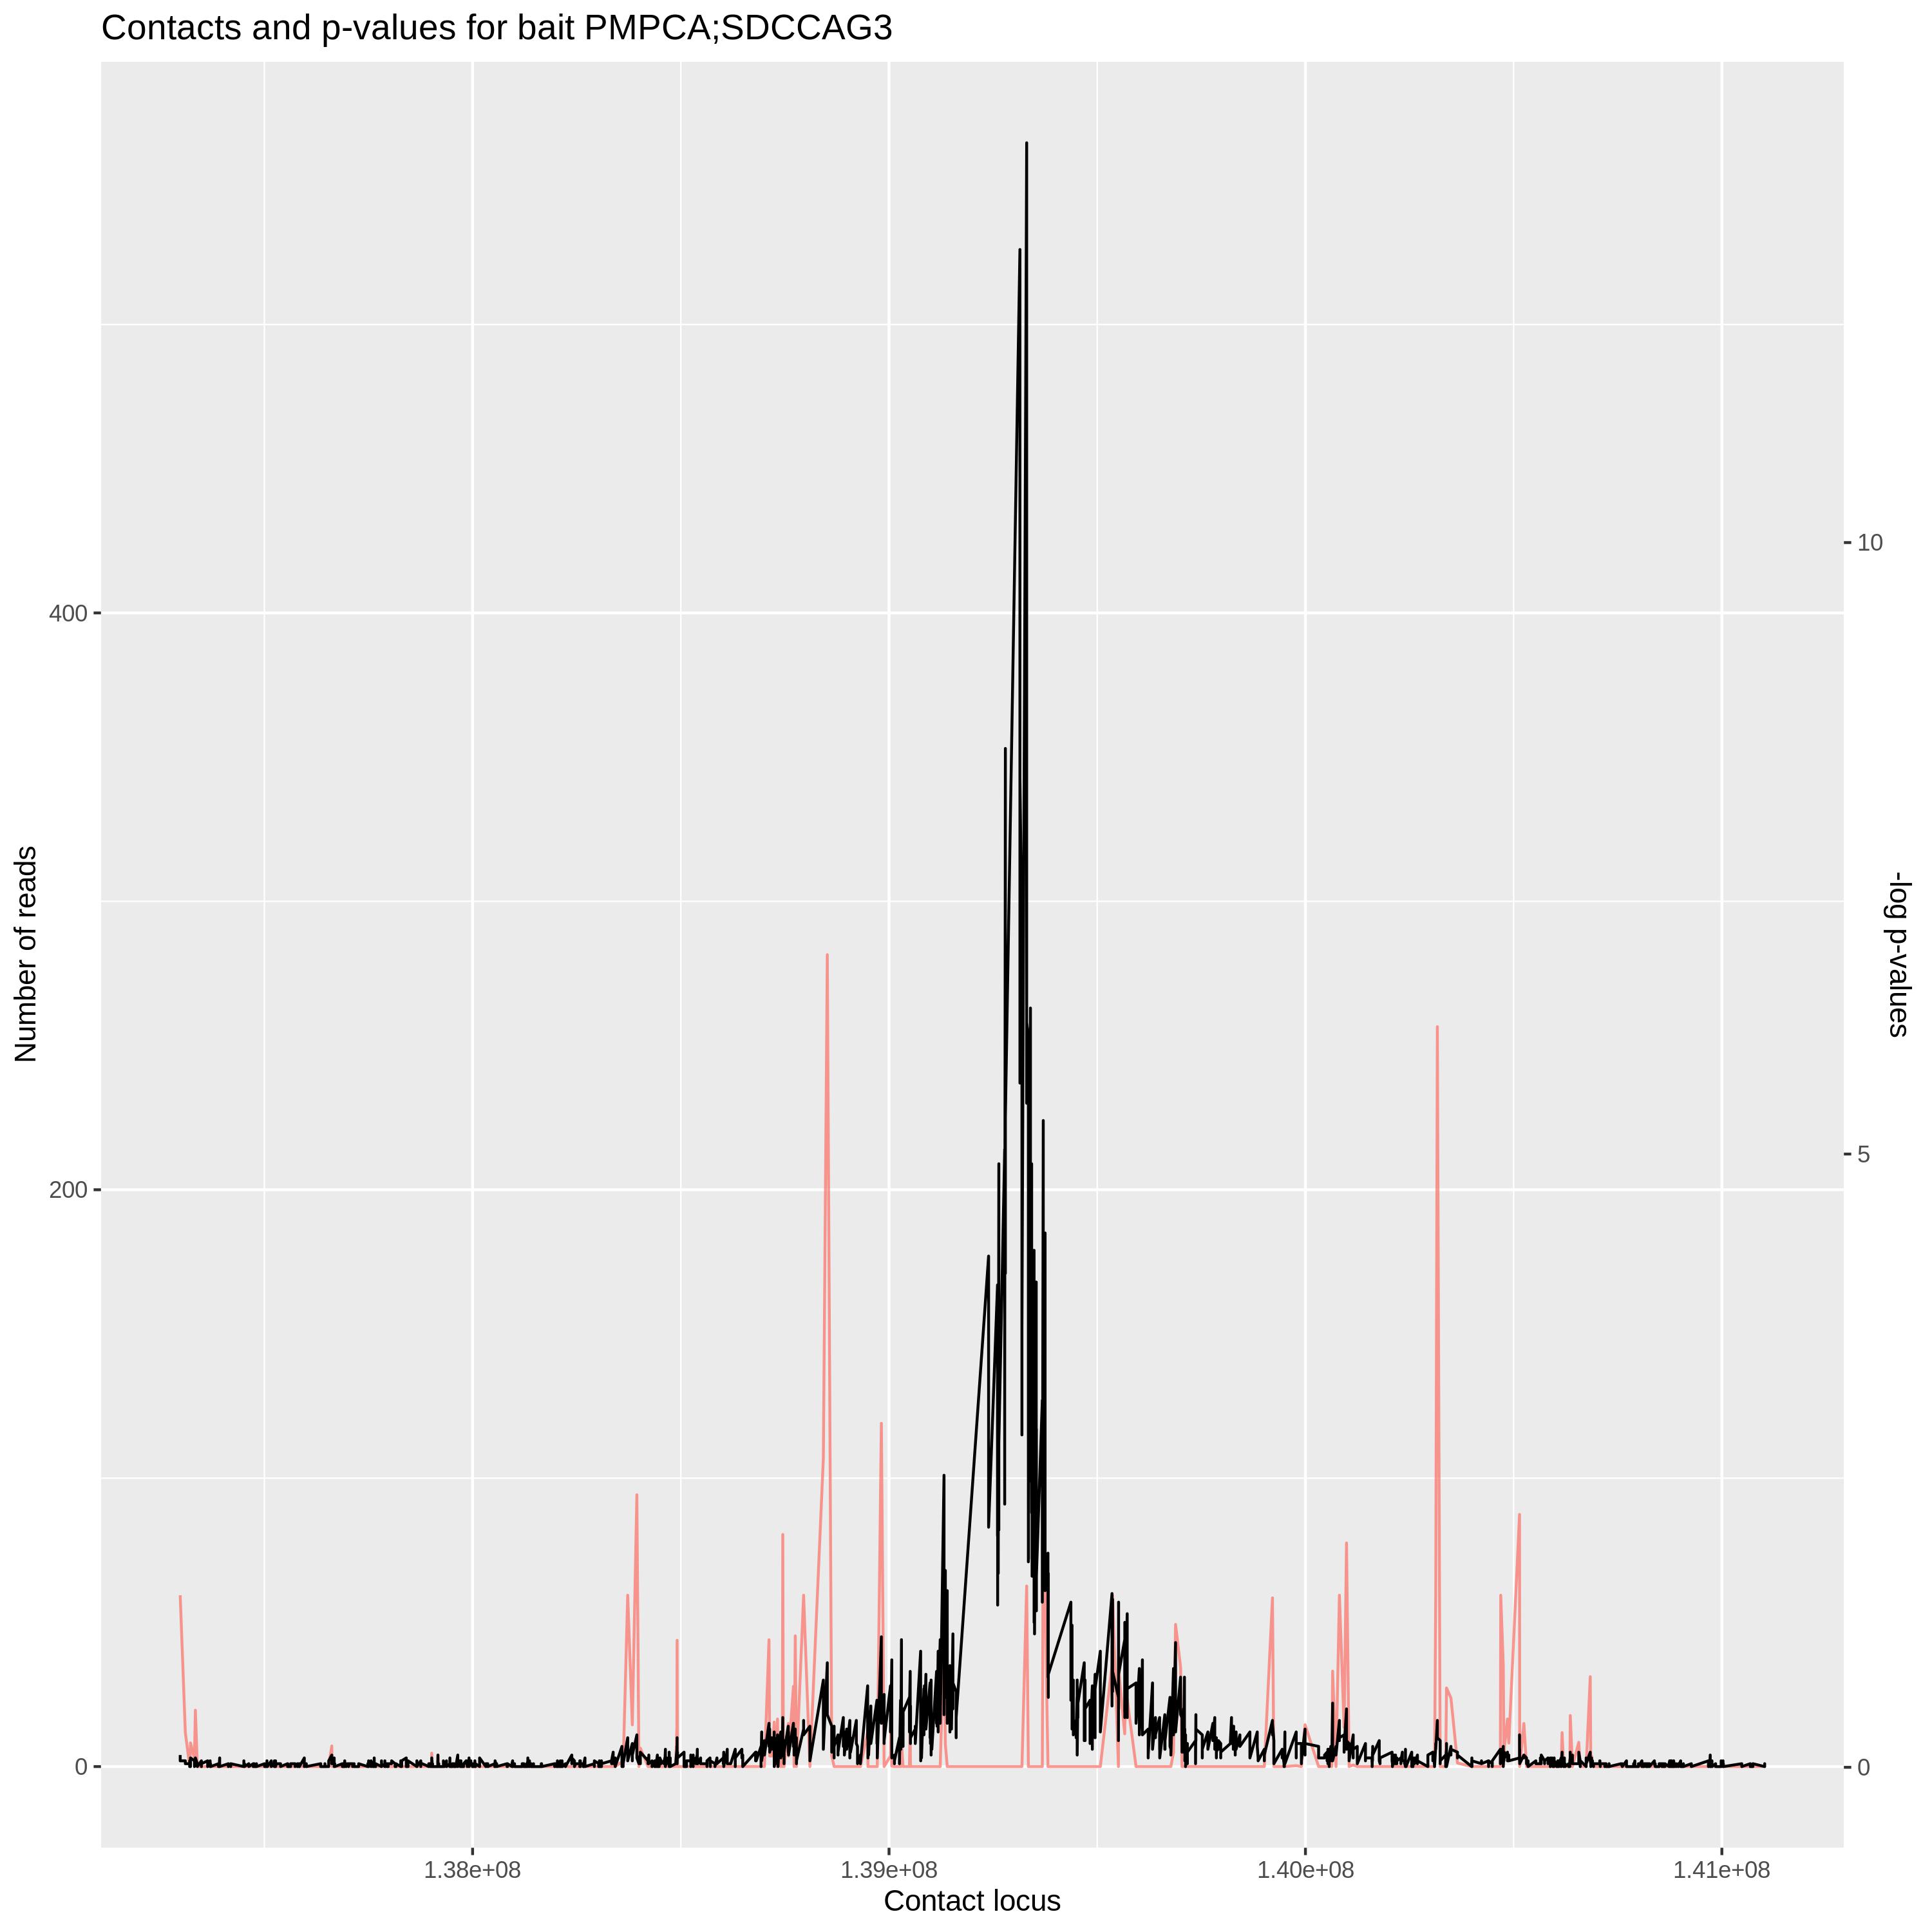 Contacts and p-values for bait PMPCA;SDCCAG3
Number of reads
400
200
0
10
5
0
-log p-values
1.38e+08
1.39e+08
1.40e+08
1.41e+08
Contact locus